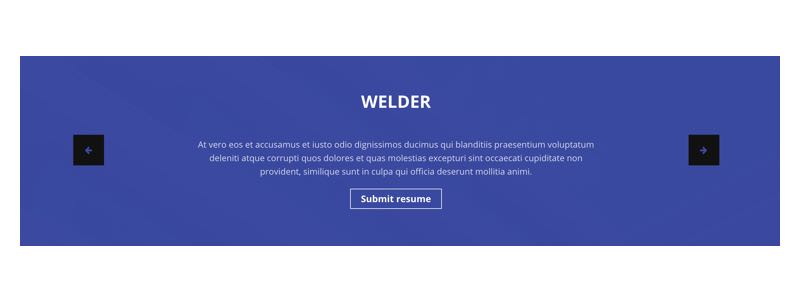 WELDER
At vero eos et accusamus et iusto odio dignissimos ducimus qui blanditiis praesentium voluptatum
deleniti atque corrupti quos dolores et quas molestias excepturi sint occaecati cupiditate non
provident, similique sunt in culpa qui officia deserunt mollitia animi.
Submit resume